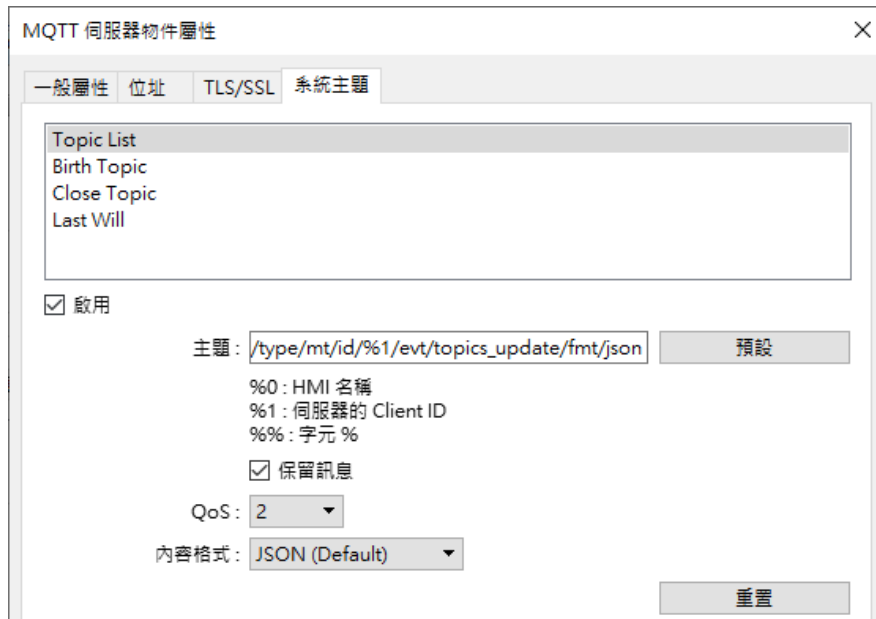 MQTT 伺服器物件屬性
一般屬性 位址 TLS/SSL 系統主題
Topic List
Birth Topic
Close Topic
Last Will
啟用
主題 : /type/mt/id/%1/evt/topics_update/fmt/json 預設
%0 : HMI 名稱
%1 : 伺服器的 Client ID
%% : 字元 %
保留訊息
QoS : 2
內容格式 : JSON (Default)
重置